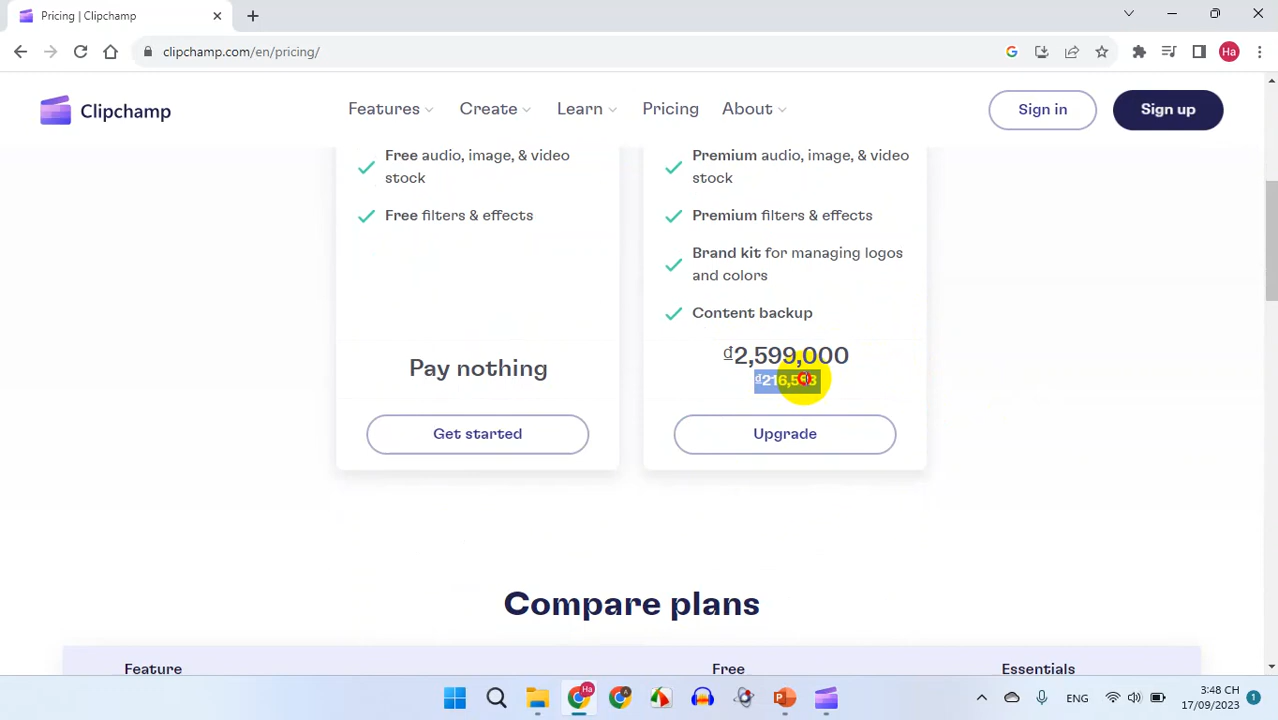 Pricing | Clipchamp
clipchamp.com/en/pricing/
Ha
Clipchamp
Features
Create
Learn
Pricing
About
Sign in
Sign up
Free audio, image, & video
stock
Free filters & effects
Pay nothing
Get started
Premium audio, image, & video
stock
Premium filters & effects
Brand kit for managing logos
and colors
Content backup
₫2,599,000
Upgrade
Compare plans
Feature
Free
Essentials
Ha
A
ENG
3:48 CH
17/09/2023
1